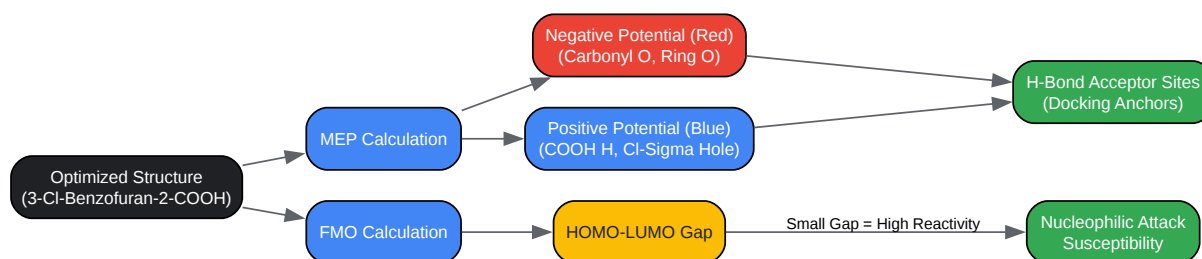 Negative Potential (Red)
(Carbonyl O, Ring O)
H-Bond Acceptor Sites
(Docking Anchors)
MEP Calculation
Positive Potential (Blue)
(COOH H, Cl-Sigma Hole)
Optimized Structure
(3-Cl-Benzofuran-2-COOH)
FMO Calculation
HOMO-LUMO Gap
Small Gap = High Reactivity
Nucleophilic Attack
Susceptibility